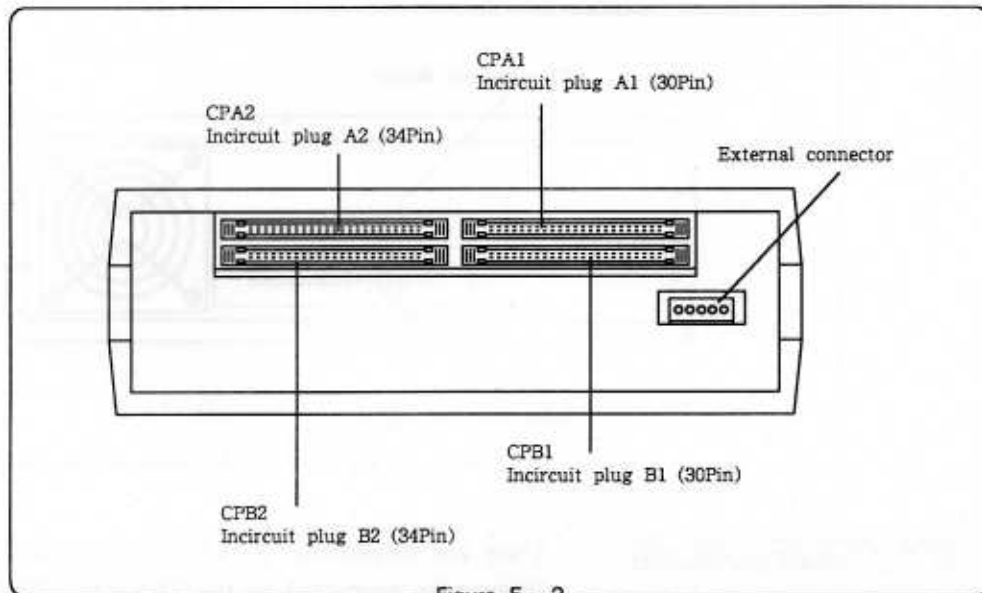 CPA1
Incircuit plug A1 (30Pin)
CPA2
Incircuit plug A2 (34Pin)
External connector
CPB1
Incircuit plug B1 (30Pin)
CPB2
Incircuit plug B2 (34Pin)